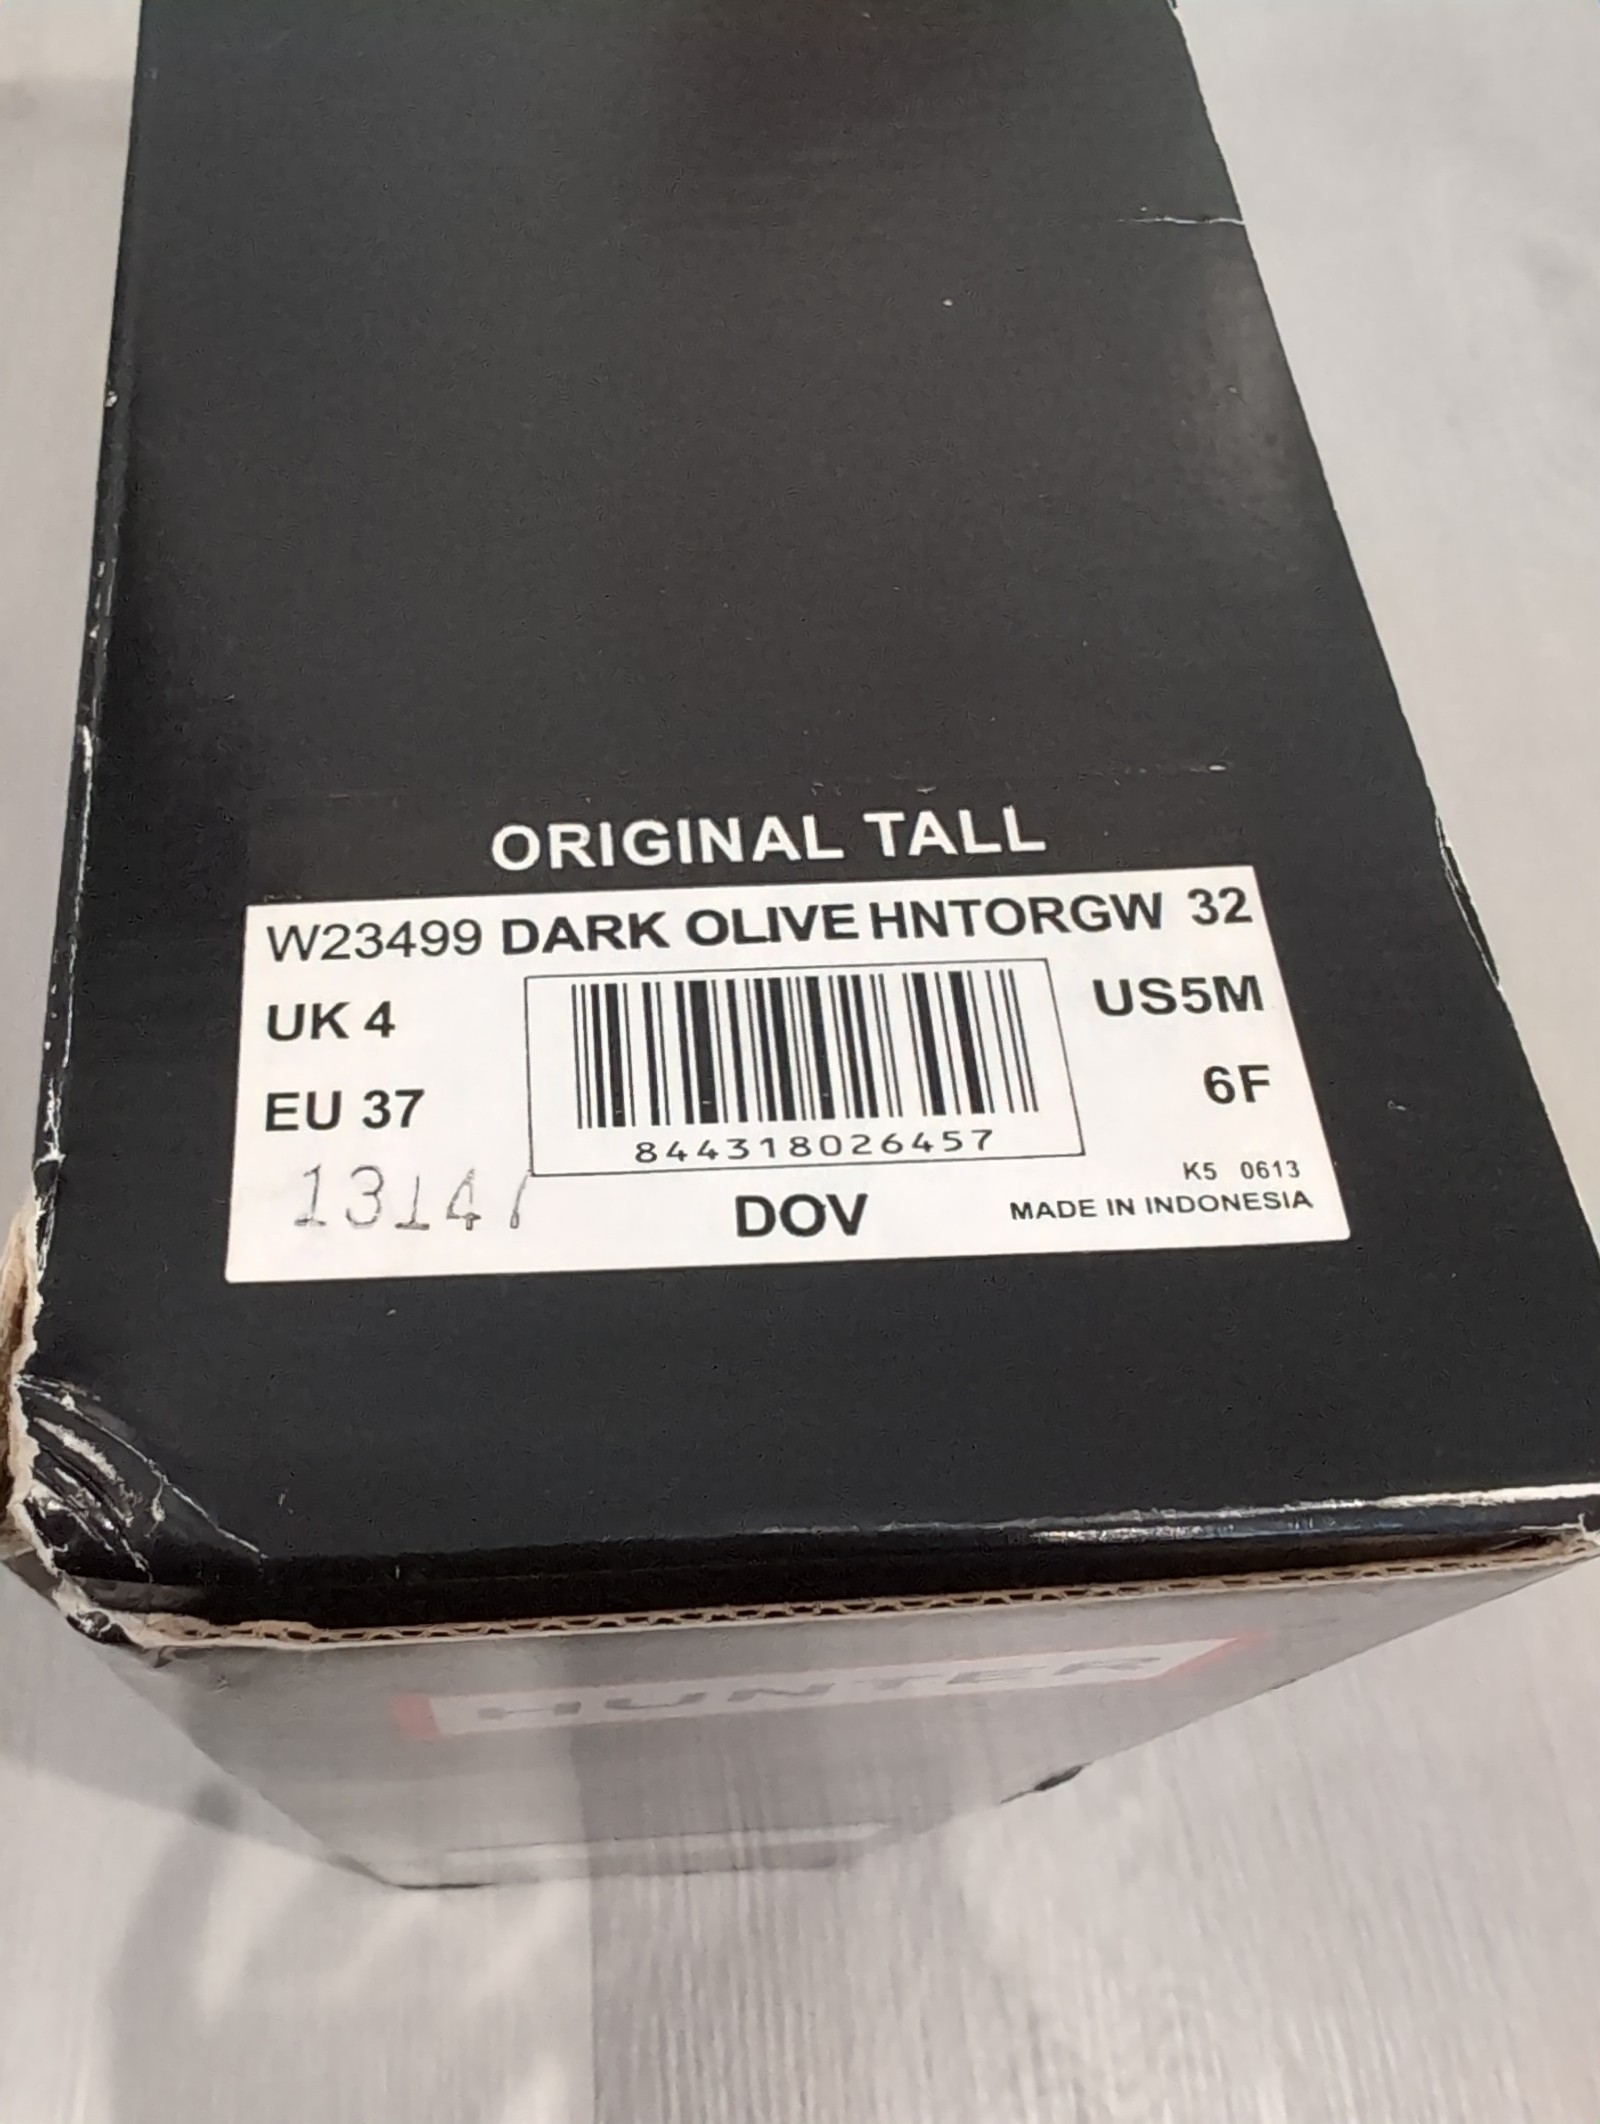 ORIGINAL TALL
W23499 DARK OLIVE HNTORGW 32
UK 4
US5M
EU 37
6F
844318026457
K5 0613
DOV
MADE IN INDONESIA
HUNTER